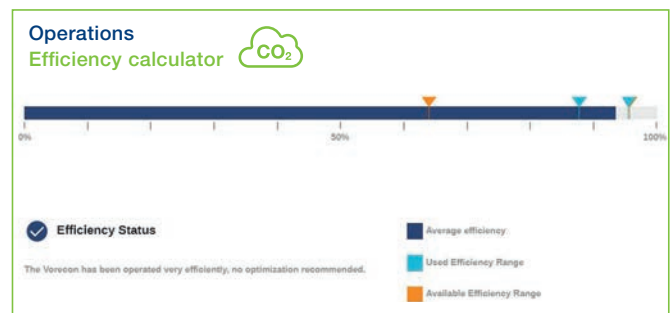 Operations
Efficiency calculator
CO₂
0%
50%
100%
Efficiency Status
The Vorecon has been operated very efficiently, no optimization recommended.
Average efficiency
Used Efficiency Range
Available Efficiency Range